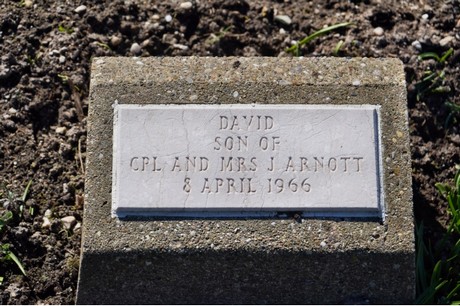 DAVID
SON OF
CPL AND MRS J ARNOTT
8 APRIL 1966